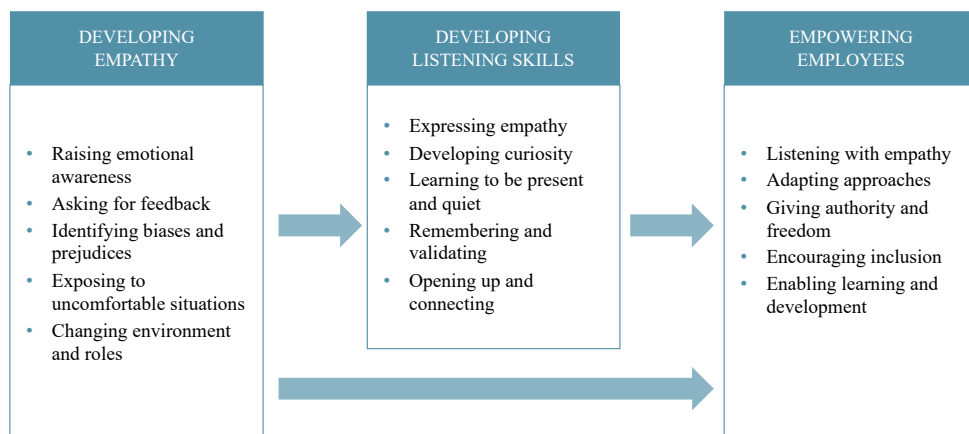 DEVELOPING
EMPATHY
• Raising emotional
awareness
• Asking for feedback
• Identifying biases and
prejudices
• Exposing to
uncomfortable situations
• Changing environment
and roles
DEVELOPING
LISTENING SKILLS
• Expressing empathy
• Developing curiosity
• Learning to be present
and quiet
• Remembering and
validating
• Opening up and
connecting
EMPOWERING
EMPLOYEES
• Listening with empathy
• Adapting approaches
• Giving authority and
freedom
• Encouraging inclusion
• Enabling learning and
development